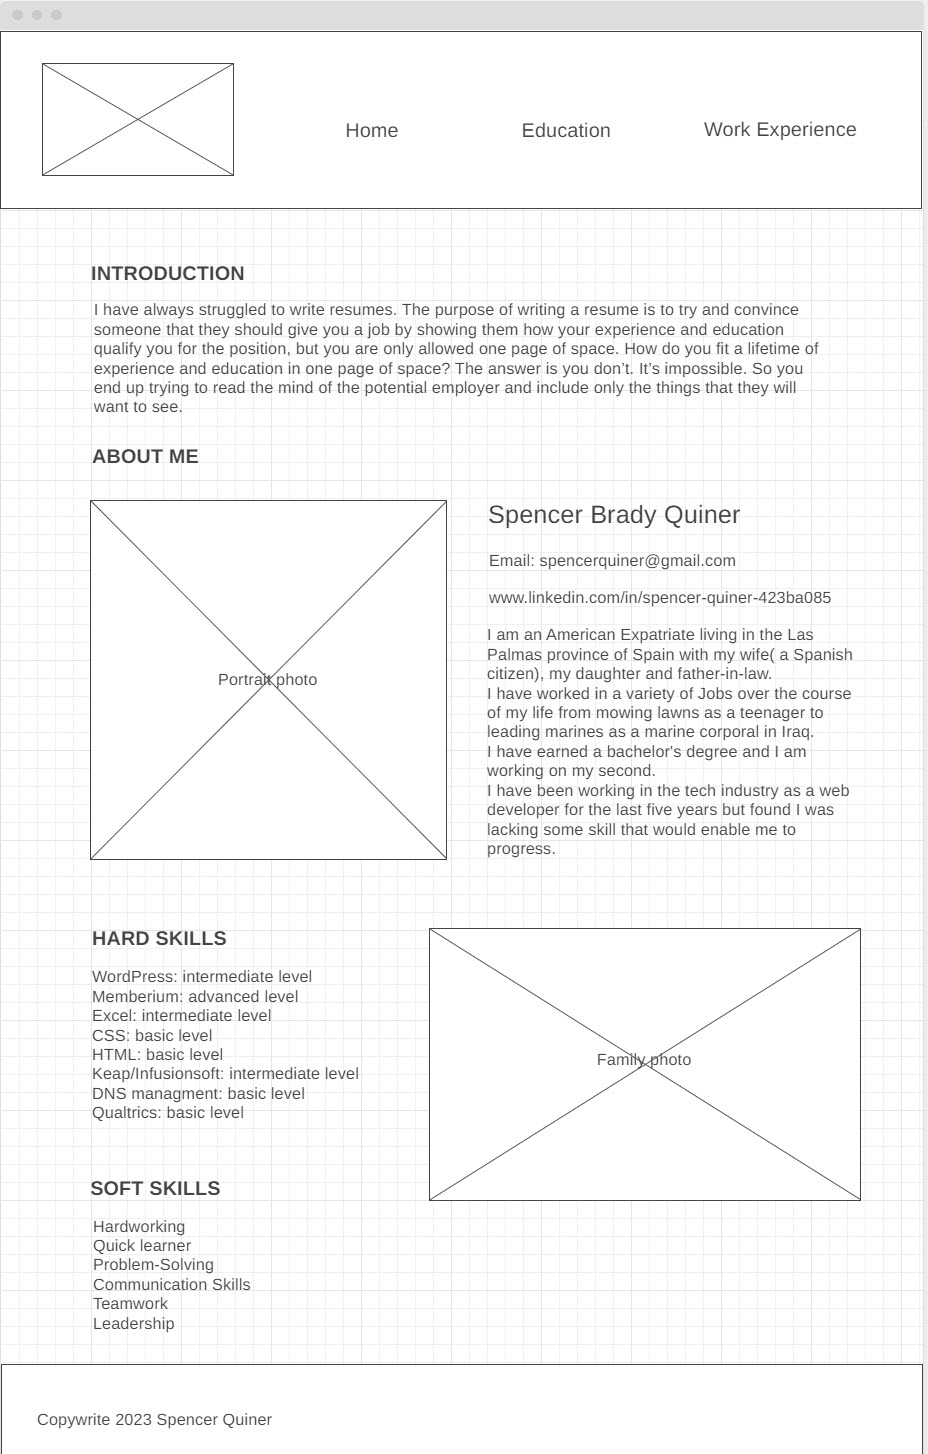 Home
Education
Work Experience
INTRODUCTION
I have always struggled to write resumes. The purpose of writing a resume is to try and convince
someone that they should give you a job by showing them how your experience and education
qualify you for the position, but you are only allowed one page of space. How do you fit a lifetime of
experience and education in one page of space? The answer is you don’t. It’s impossible. So you
end up trying to read the mind of the potential employer and include only the things that they will
want to see.
ABOUT ME
Portrait photo
Spencer Brady Quiner
Email: spencerquiner@gmail.com
www.linkedin.com/in/spencer-quiner-423ba085
I am an American Expatriate living in the Las
Palmas province of Spain with my wife( a Spanish
citizen), my daughter and father-in-law.
I have worked in a variety of Jobs over the course
of my life from mowing lawns as a teenager to
leading marines as a marine corporal in Iraq.
I have earned a bachelor's degree and I am
working on my second.
I have been working in the tech industry as a web
developer for the last five years but found I was
lacking some skill that would enable me to
progress.
HARD SKILLS
WordPress: intermediate level
Memberium: advanced level
Excel: intermediate level
CSS: basic level
HTML: basic level
Keap/Infusionsoft: intermediate level
DNS managment: basic level
Qualtrics: basic level
Family photo
SOFT SKILLS
Hardworking
Quick learner
Problem-Solving
Communication Skills
Teamwork
Leadership
Copywrite 2023 Spencer Quiner